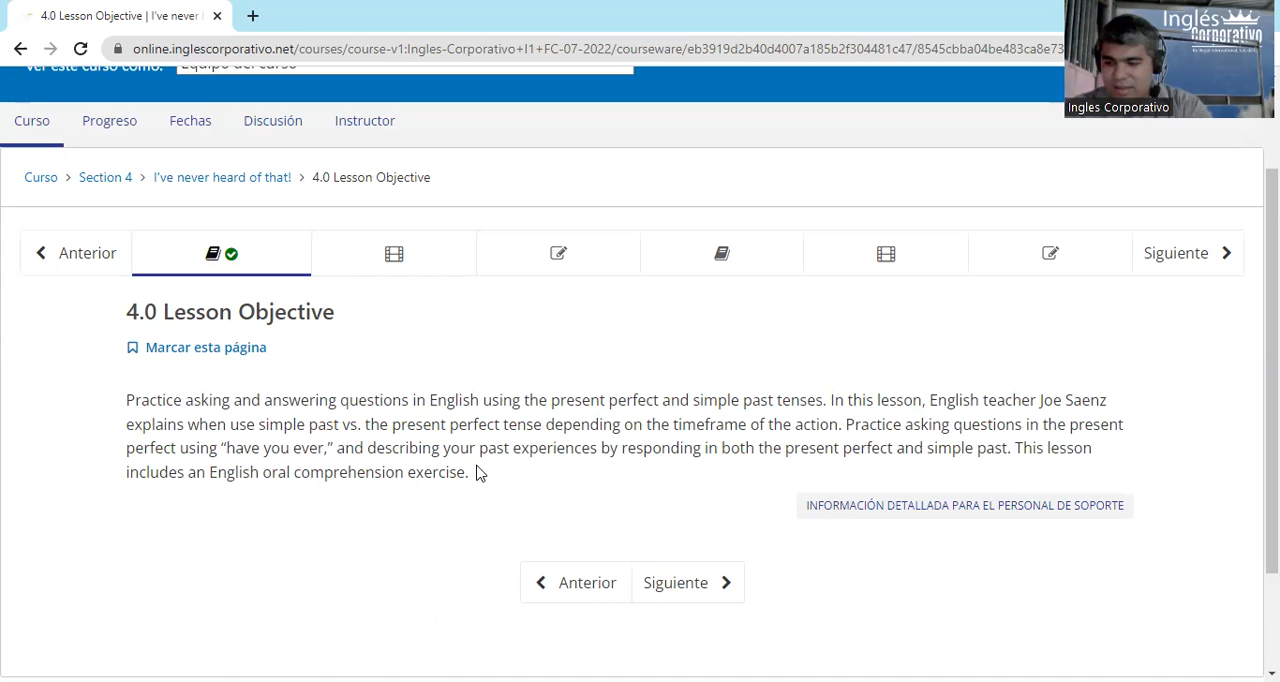 4.0 Lesson Objective | I've never
online.inglescorporativo.net/courses/course-v1:Ingles-Corporativo+I1+FC-07-2022/courseware/eb3919d2b40d4007a185b2f304481c47/8545cbba04be483ca8e73
Inglés
Corporativo
Ingles Corporativo
Ver este curso como: Equipo del curso
Curso Progreso Fechas Discusión Instructor
Curso > Section 4 > I've never heard of that! > 4.0 Lesson Objective
Anterior Siguiente
4.0 Lesson Objective
Marcar esta página
Practice asking and answering questions in English using the present perfect and simple past tenses. In this lesson, English teacher Joe Saenz
explains when use simple past vs. the present perfect tense depending on the timeframe of the action. Practice asking questions in the present
perfect using “have you ever,” and describing your past experiences by responding in both the present perfect and simple past. This lesson
includes an English oral comprehension exercise.
INFORMACIÓN DETALLADA PARA EL PERSONAL DE SOPORTE
Anterior Siguiente